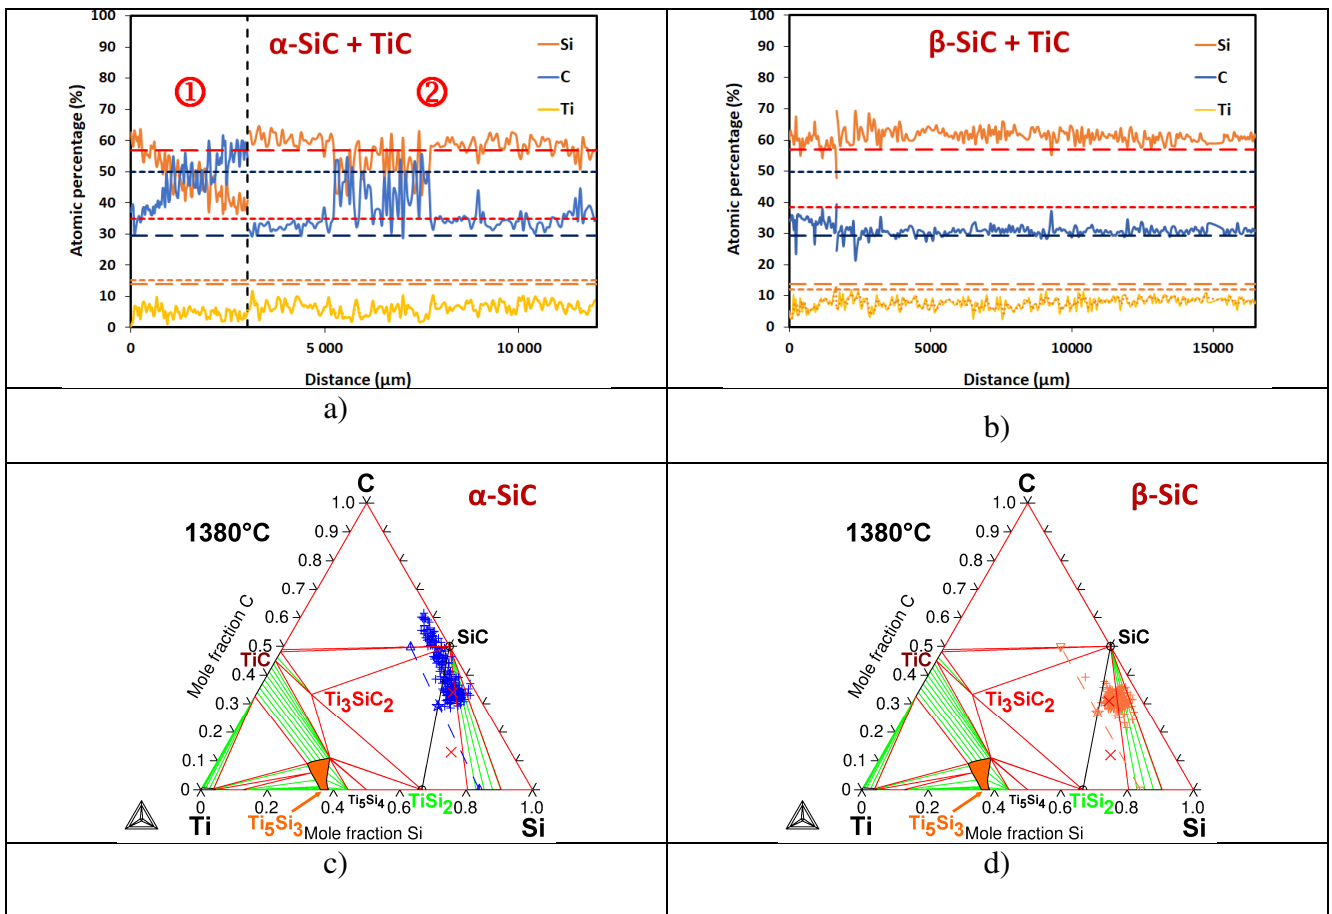 α-SiC + TiC
① ②
Si
C
Ti
Atomic percentage (%)
100
90
80
70
60
50
40
30
20
10
0
0 5 000 10 000
Distance (µm)
a)
β-SiC + TiC
Si
C
Ti
Atomic percentage (%)
100
90
80
70
60
50
40
30
20
10
0
0 5000 10000 15000
Distance (µm)
b)
C
α-SiC
1380°C
1.0
0.9
0.8
0.7
0.6
0.5
0.4
0.3
0.2
0.1
0
Mole fraction C
SiC
TiC
Ti₃SiC₂
0 0.2 0.4 0.6 0.8 1.0
Ti₅Si₄
TiSi₂
Ti
Ti₅Si₃
Mole fraction Si
Si
c)
C
β-SiC
1380°C
1.0
0.9
0.8
0.7
0.6
0.5
0.4
0.3
0.2
0.1
0
Mole fraction C
SiC
TiC
Ti₃SiC₂
0 0.2 0.4 0.6 0.8 1.0
Ti₅Si₄
TiSi₂
Ti
Ti₅Si₃
Mole fraction Si
Si
d)